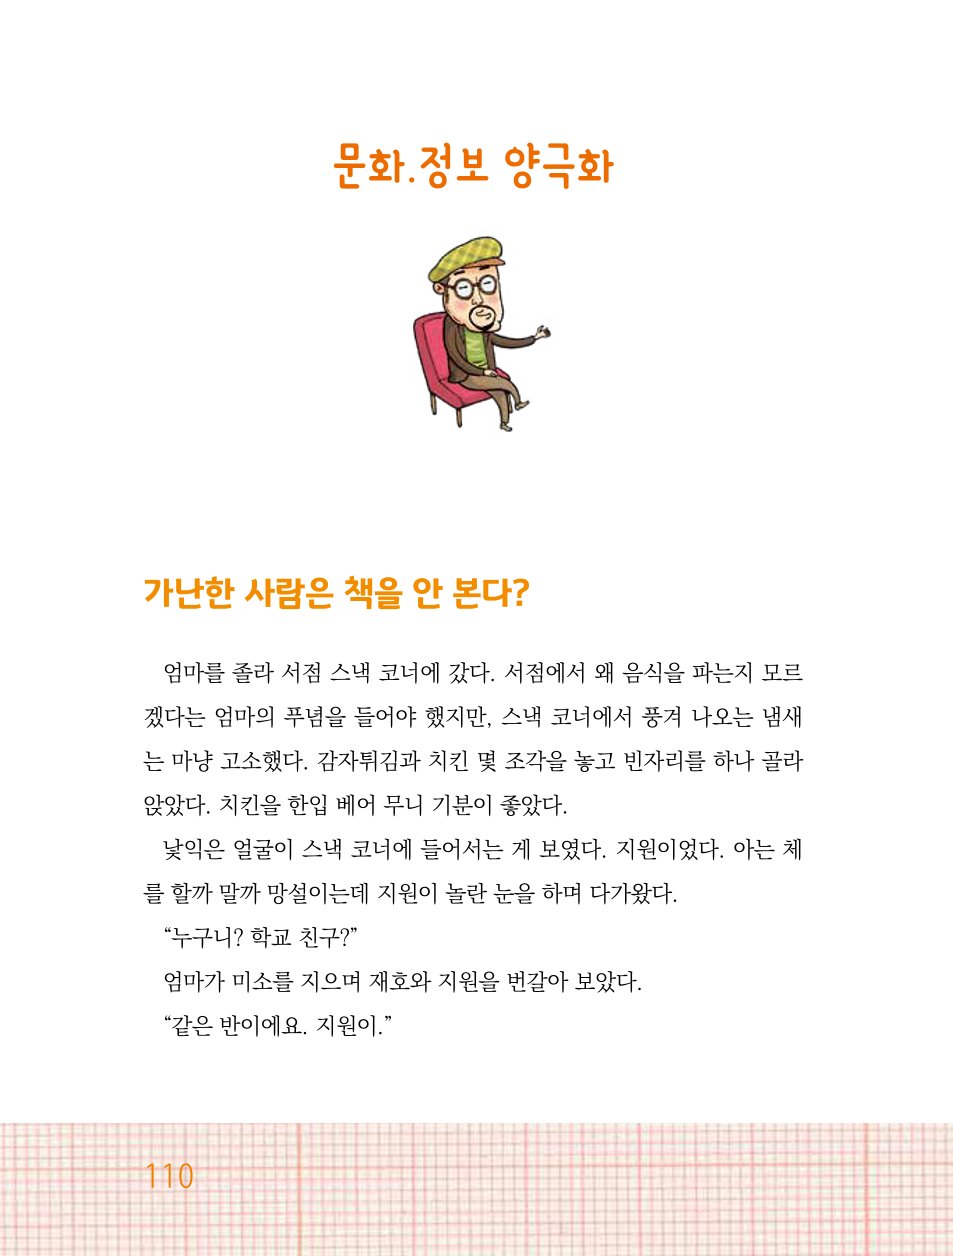 문화.정보 양극화
가난한 사람은 책을 안 본다?
엄마를 졸라 서점 스낵 코너에 갔다. 서점에서 왜 음식을 파는지 모르
겠다는 엄마의 푸념을 들어야 했지만, 스낵 코너에서 풍겨 나오는 냄새
는 마냥 고소했다. 감자튀김과 치킨 몇 조각을 놓고 빈자리를 하나 골라
앉았다. 치킨을 한입 베어 무니 기분이 좋았다.
낯익은 얼굴이 스낵 코너에 들어서는 게 보였다. 지원이었다. 아는 체
를 할까 말까 망설이는데 지원이 놀란 눈을 하며 다가왔다.
“누구니? 학교 친구?”
엄마가 미소를 지으며 재호와 지원을 번갈아 보았다.
“같은 반이에요. 지원이.”
110